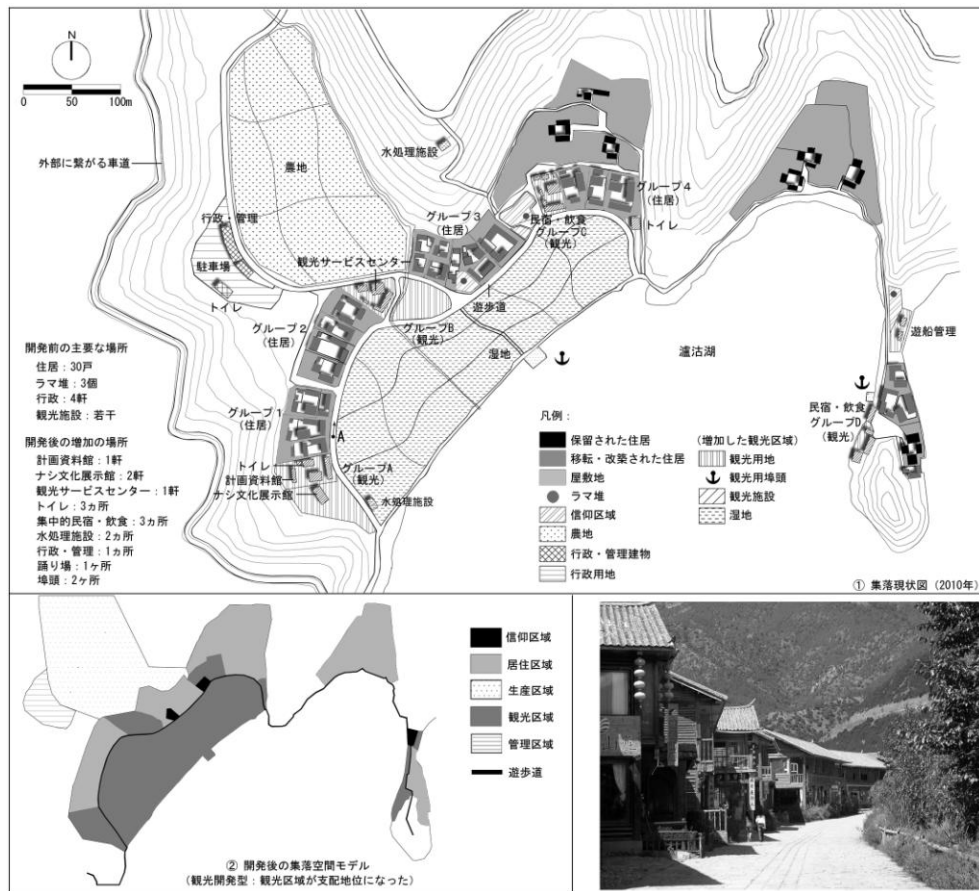 N
0 50 100m
外部に繋がる車道
農地
水処理施設
行政・管理
駐車場
トイレ
グループ3
(住居)
観光サービスセンター
民宿・飲食
グループC
(観光)
グループ4
(住居)
トイレ
遊歩道
グループB
(観光)
グループ2
(住居)
湿地
瀘沽湖
遊船管理
民宿・飲食
グループD
(観光)
グループ1
(住居)
A
トイレ
計画資料館
ナシ文化展示館
グループA
(観光)
水処理施設
開発前の主要な場所
住居：30戸
ラマ堆：3個
行政：4軒
観光施設：若干
開発後の増加の場所
計画資料館：1軒
ナシ文化展示館：2軒
観光サービスセンター：1軒
トイレ：3ヵ所
集中的民宿・飲食：3ヵ所
水処理施設：2ヵ所
行政・管理：1ヵ所
踊り場：1ヶ所
埠頭：2ヶ所
凡例：
保留された住居
移転・改築された住居
屋敷地
ラマ堆
信仰区域
農地
行政・管理建物
行政用地
(増加した観光区域)
観光用地
観光用埠頭
観光施設
湿地
① 集落現状図（2010年）
信仰区域
居住区域
生産区域
観光区域
管理区域
遊歩道
② 開発後の集落空間モデル
(観光開発型：観光区域が支配地位になった)